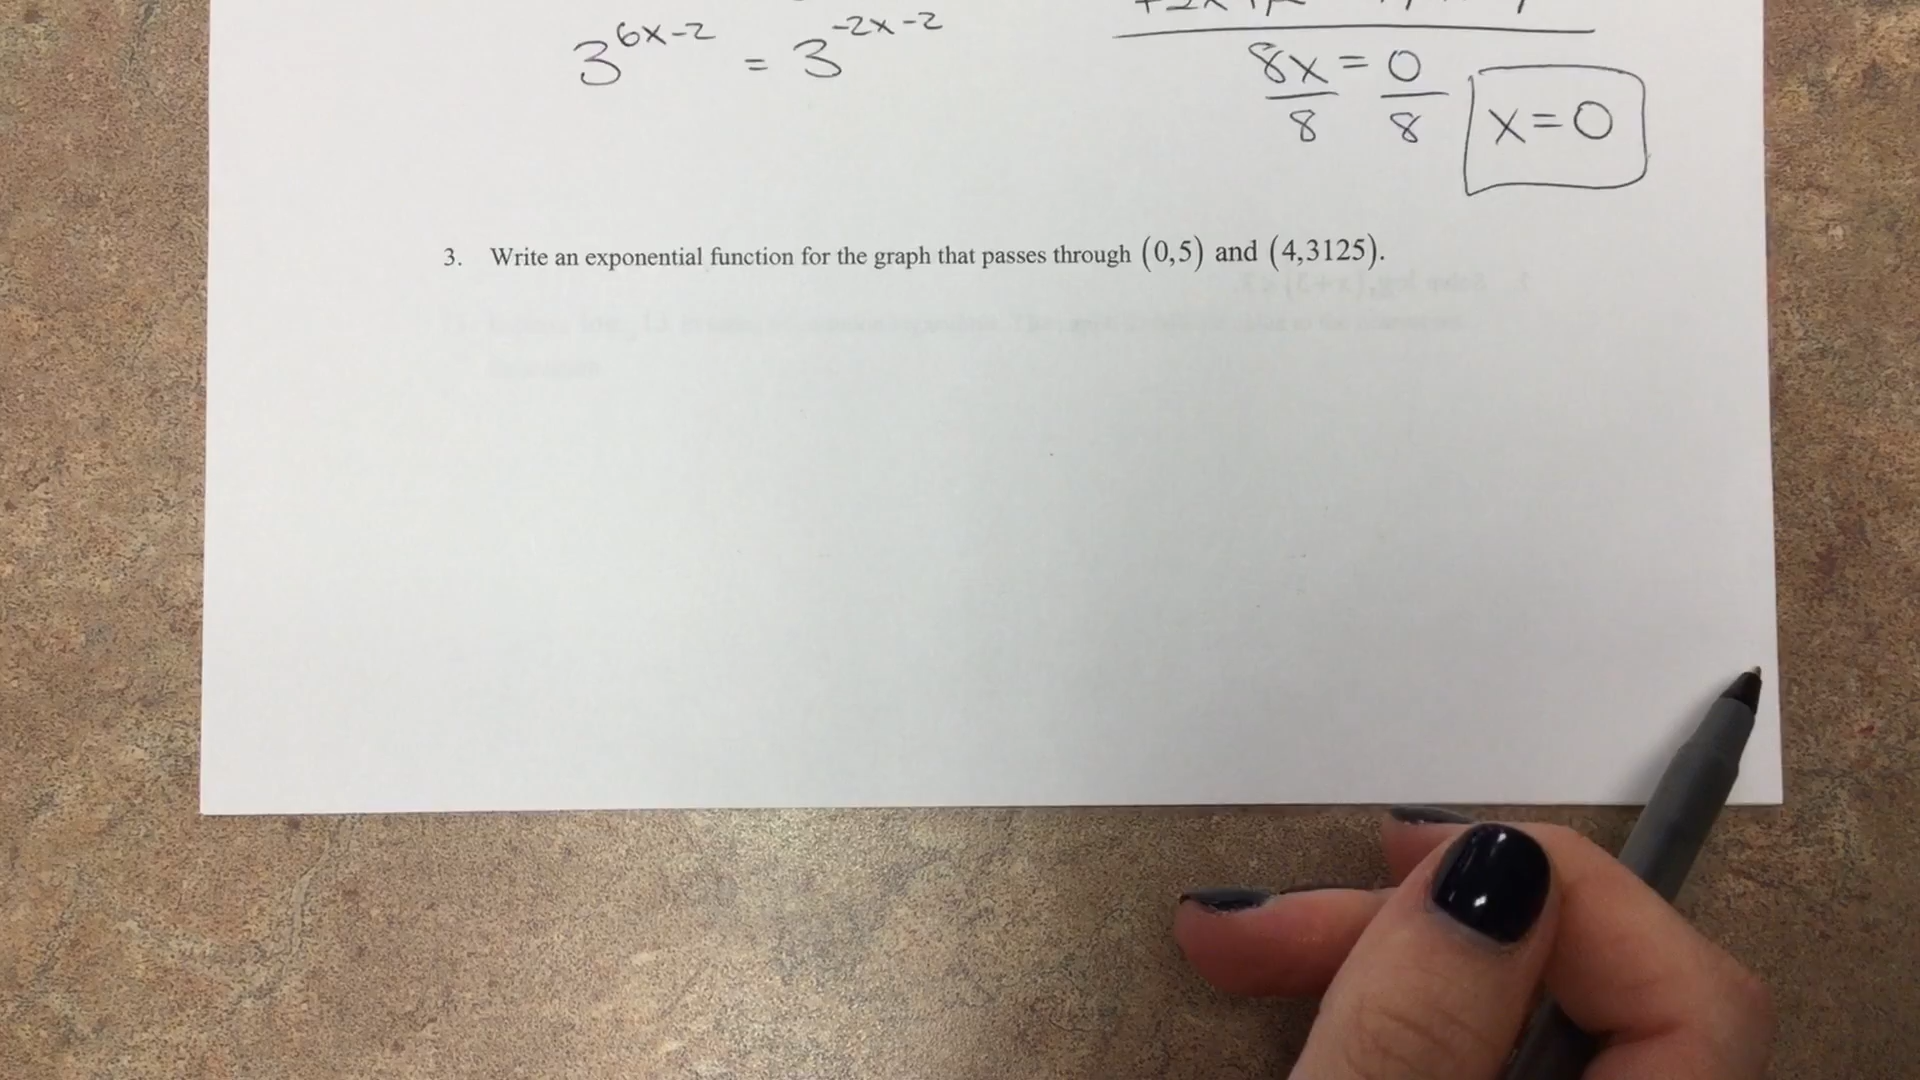 3^{6x-2} = 3^{-2x-2}
8x = 0
8 8
x = 0
3. Write an exponential function for the graph that passes through (0,5) and (4,3125).